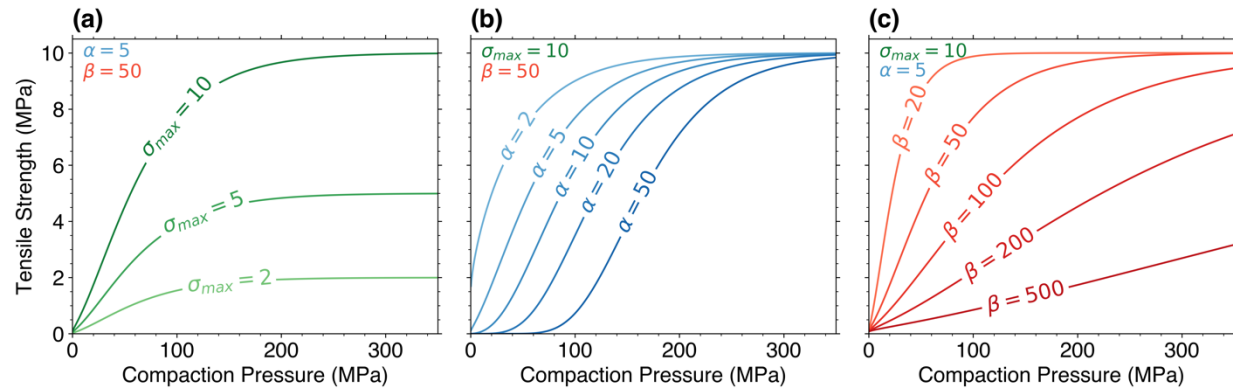 (a)
α = 5
β = 50
σmax = 10
σmax = 5
σmax = 2
Tensile Strength (MPa)
10
8
6
4
2
0
0 100 200 300
Compaction Pressure (MPa)
(b)
σmax = 10
β = 50
α = 2
α = 5
α = 10
α = 20
α = 50
0 100 200 300
Compaction Pressure (MPa)
(c)
σmax = 10
α = 5
β = 20
β = 50
β = 100
β = 200
β = 500
0 100 200 300
Compaction Pressure (MPa)